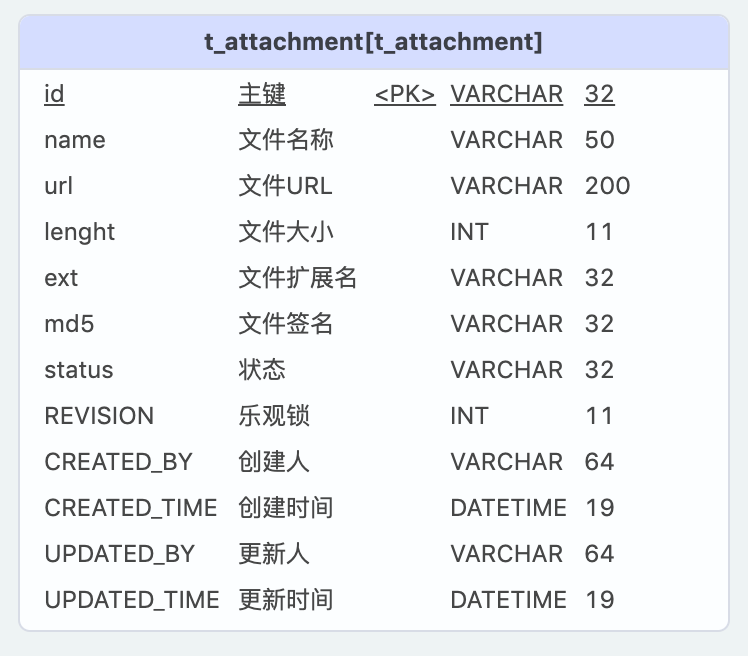 t_attachment[t_attachment]
id 主键 <PK> VARCHAR 32
name 文件名称 VARCHAR 50
url 文件URL VARCHAR 200
lenght 文件大小 INT 11
ext 文件扩展名 VARCHAR 32
md5 文件签名 VARCHAR 32
status 状态 VARCHAR 32
REVISION 乐观锁 INT 11
CREATED_BY 创建人 VARCHAR 64
CREATED_TIME 创建时间 DATETIME 19
UPDATED_BY 更新人 VARCHAR 64
UPDATED_TIME 更新时间 DATETIME 19